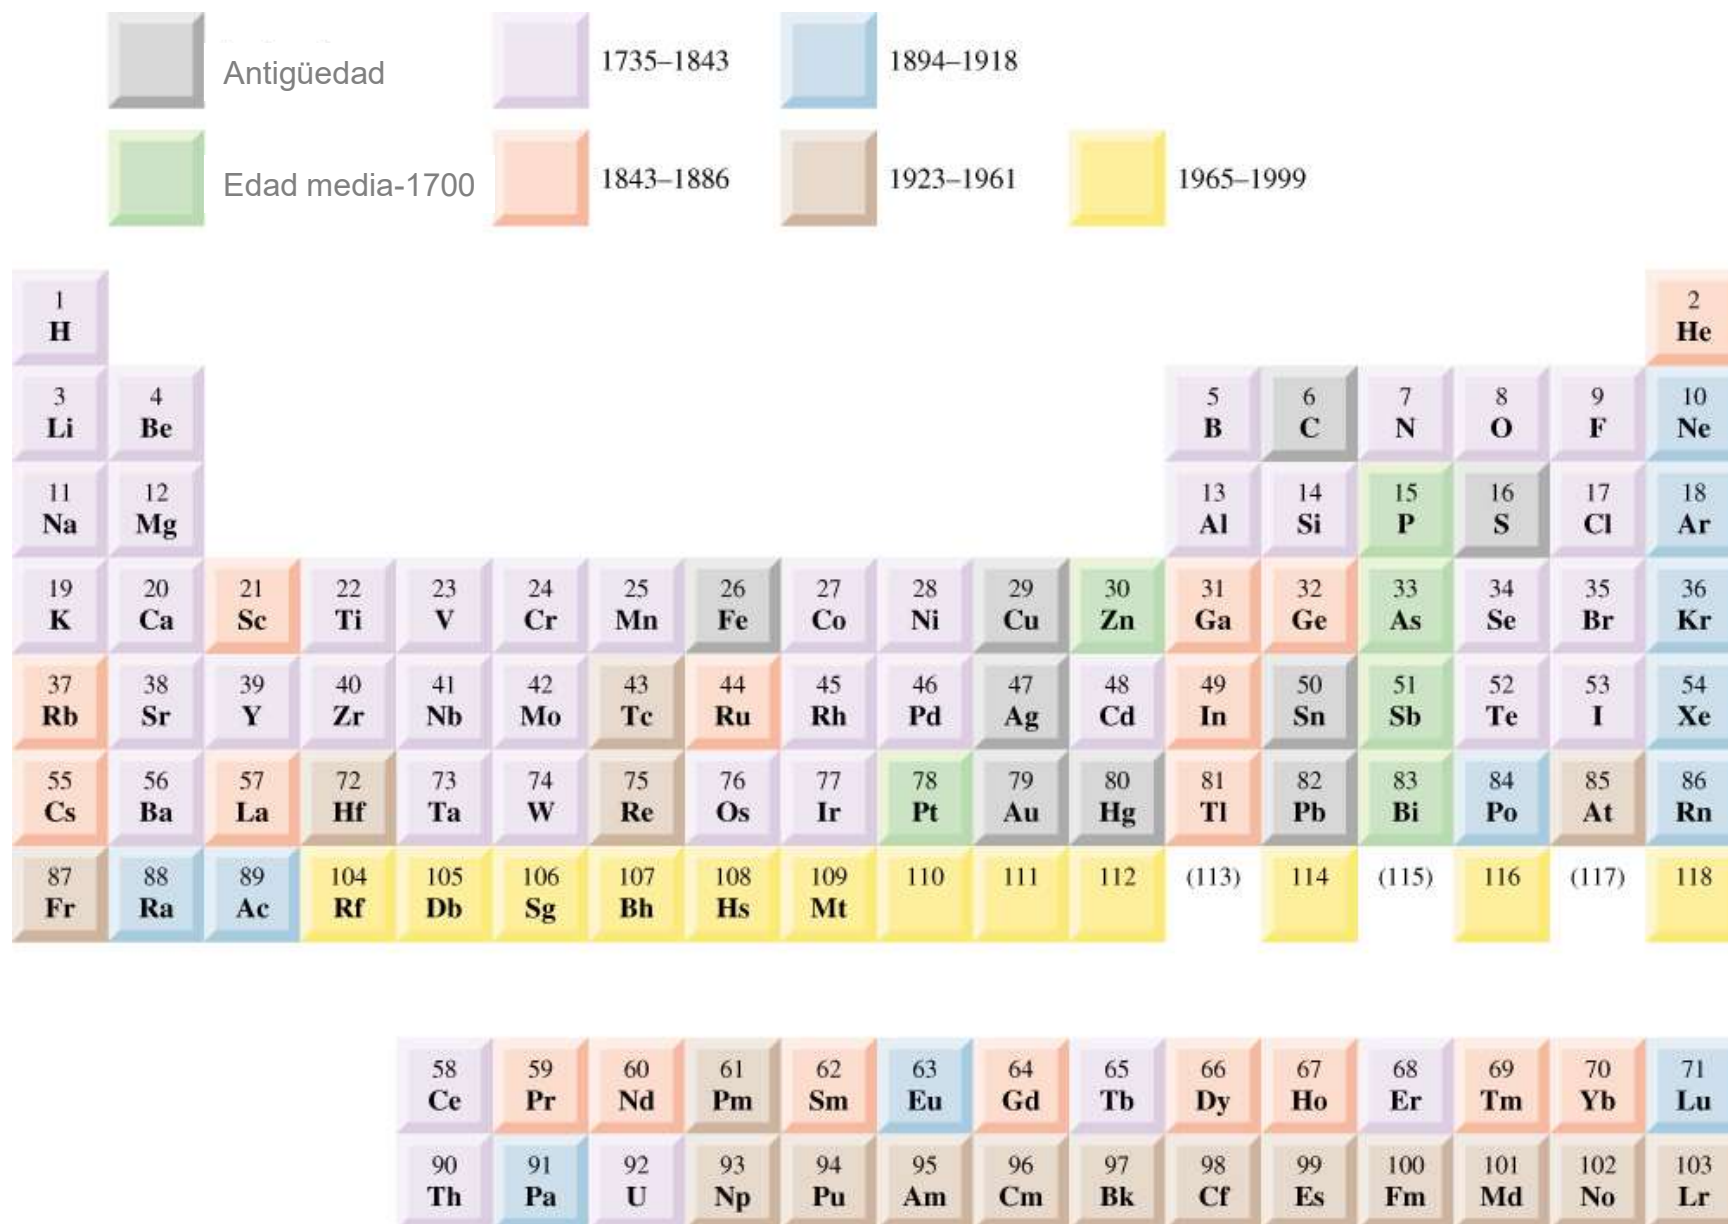 Antigüedad 1735–1843 1894–1918
Edad media-1700 1843–1886 1923–1961 1965–1999
1 2
H He
3 4 5 6 7 8 9 10
Li Be B C N O F Ne
11 12 13 14 15 16 17 18
Na Mg Al Si P S Cl Ar
19 20 21 22 23 24 25 26 27 28 29 30 31 32 33 34 35 36
K Ca Sc Ti V Cr Mn Fe Co Ni Cu Zn Ga Ge As Se Br Kr
37 38 39 40 41 42 43 44 45 46 47 48 49 50 51 52 53 54
Rb Sr Y Zr Nb Mo Tc Ru Rh Pd Ag Cd In Sn Sb Te I Xe
55 56 57 72 73 74 75 76 77 78 79 80 81 82 83 84 85 86
Cs Ba La Hf Ta W Re Os Ir Pt Au Hg Tl Pb Bi Po At Rn
87 88 89 104 105 106 107 108 109 110 111 112 (113) 114 (115) 116 (117) 118
Fr Ra Ac Rf Db Sg Bh Hs Mt
58 59 60 61 62 63 64 65 66 67 68 69 70 71
Ce Pr Nd Pm Sm Eu Gd Tb Dy Ho Er Tm Yb Lu
90 91 92 93 94 95 96 97 98 99 100 101 102 103
Th Pa U Np Pu Am Cm Bk Cf Es Fm Md No Lr